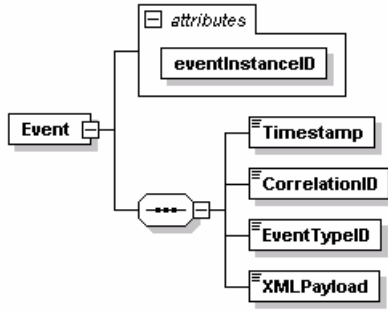 attributes
eventInstanceID
Event
Timestamp
CorrelationID
EventTypeID
XMLPayload